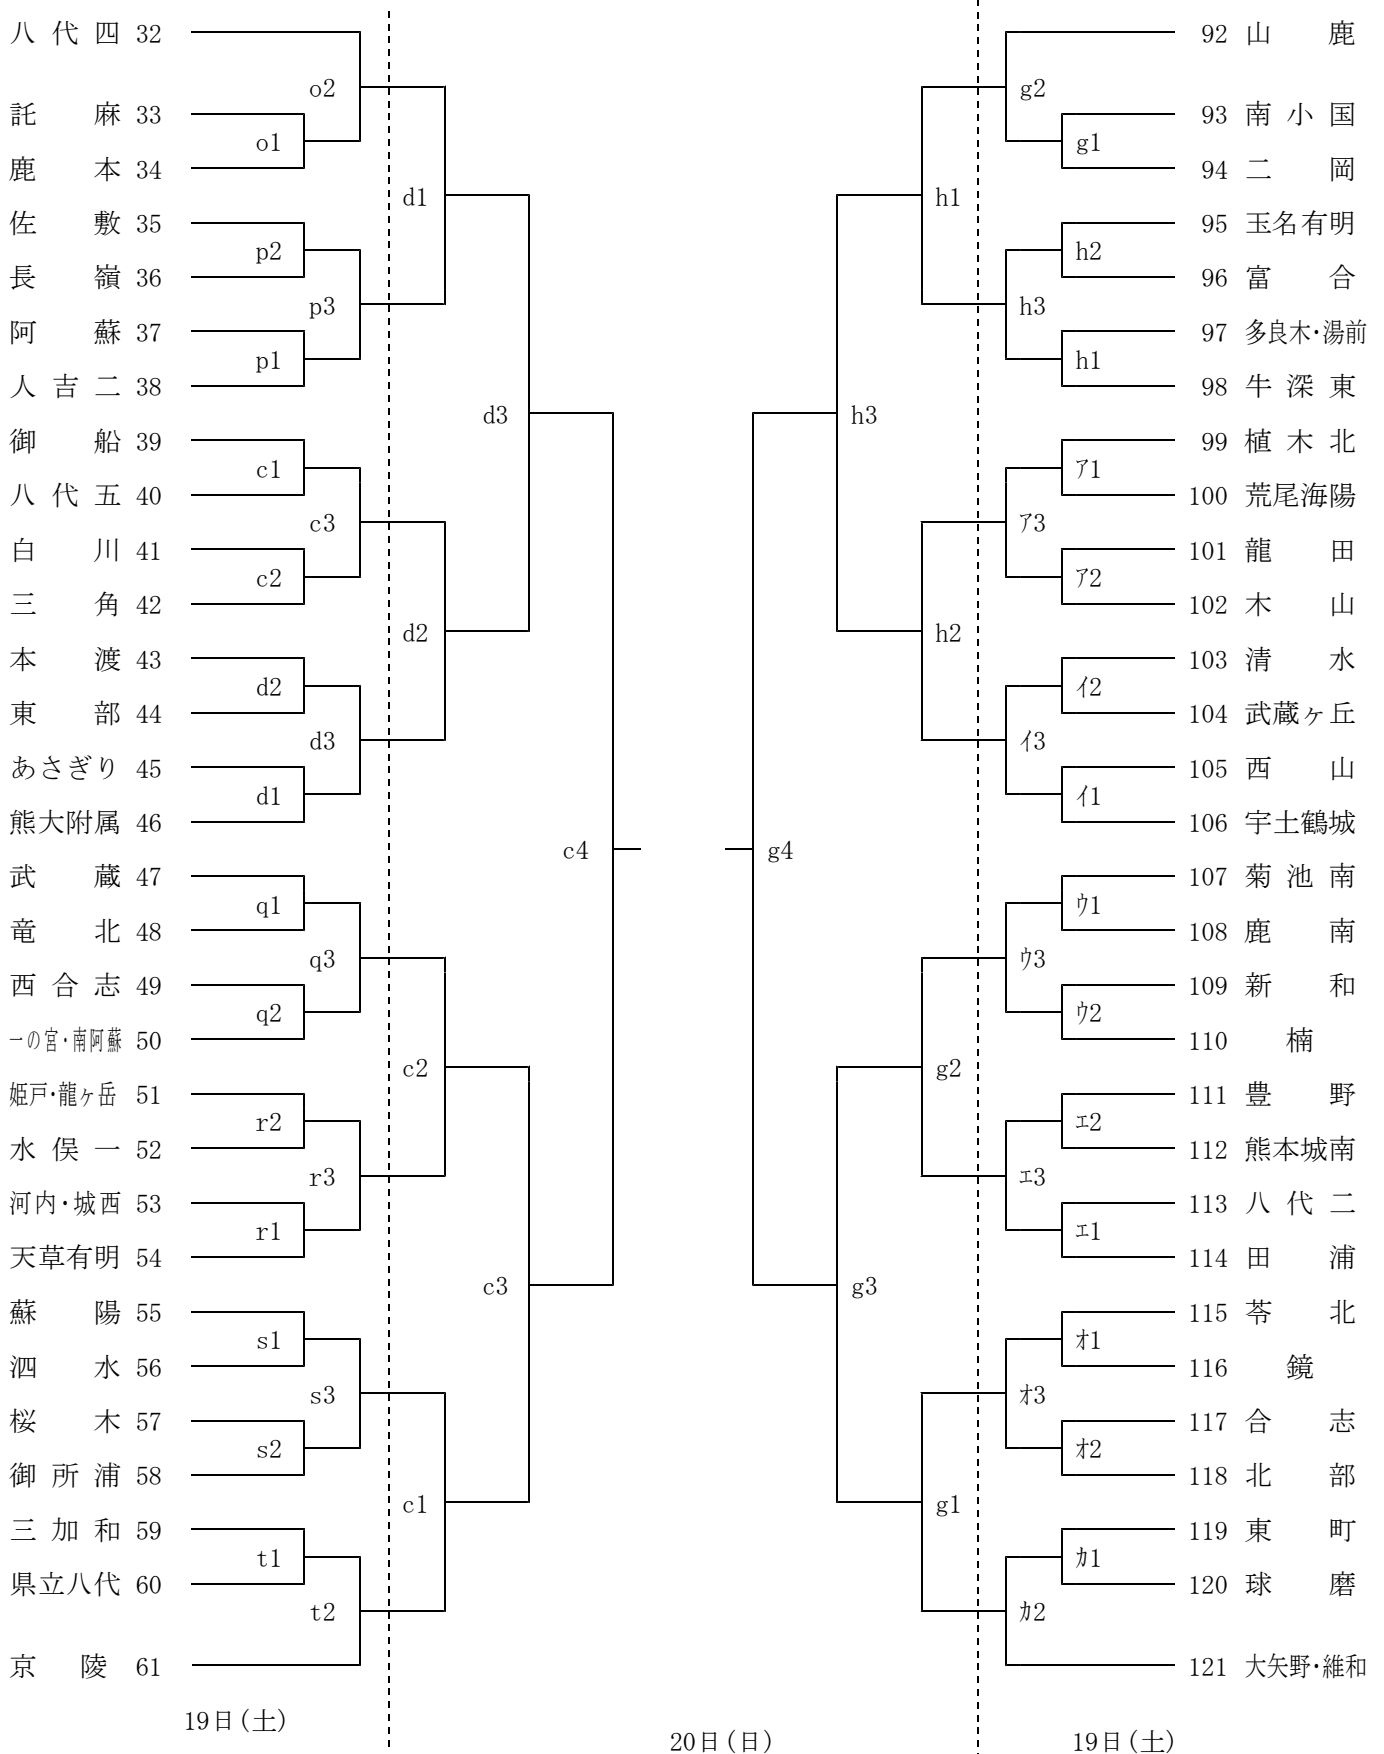 八代四 32
託麻 33
鹿本 34
佐敷 35
長嶺 36
阿蘇 37
人吉二 38
御船 39
八代五 40
白川 41
三角 42
本渡 43
東部 44
あさぎり 45
熊大附属 46
武蔵 47
竜北 48
西合志 49
一の宮・南阿蘇 50
姫戸・龍ヶ岳 51
水俣一 52
河内・城西 53
天草有明 54
蘇陽 55
泗水 56
桜木 57
御所浦 58
三加和 59
県立八代 60
京陵 61
o2
o1
p2
p3
p1
c1
c3
c2
d2
d3
d1
q1
q3
q2
r2
r3
r1
s1
s3
s2
t1
t2
d1
d2
c2
c1
d3
c3
c4
g4
h3
g3
h1
h2
g2
g1
g2
g1
h2
h3
h1
ｱ1
ｱ3
ｱ2
ｲ2
ｲ3
ｲ1
ｳ1
ｳ3
ｳ2
ｴ2
ｴ3
ｴ1
ｵ1
ｵ3
ｵ2
ｶ1
ｶ2
92 山鹿
93 南小国
94 二岡
95 玉名有明
96 富合
97 多良木・湯前
98 牛深東
99 植木北
100 荒尾海陽
101 龍田
102 木山
103 清水
104 武蔵ヶ丘
105 西山
106 宇土鶴城
107 菊池南
108 鹿南
109 新和
110 楠
111 豊野
112 熊本城南
113 八代二
114 田浦
115 苓北
116 鏡
117 合志
118 北部
119 東町
120 球磨
121 大矢野・維和
19日(土)
20日(日)
19日(土)